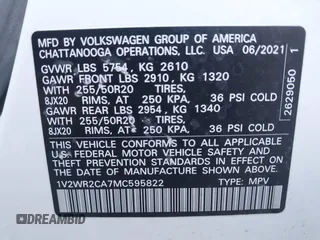 MFD BY VOLKSWAGEN GROUP OF AMERICA
CHATTANOOGA OPERATIONS, LLC. USA 06/2021
GVWR LBS 5754, KG 2610
GAWR FRONT LBS 2910, KG 1320
WITH 255/50R20 TIRES,
8JX20 RIMS, AT 250 KPA, 36 PSI COLD
GAWR REAR LBS 2954, KG 1340
WITH 255/50R20 TIRES,
8JX20 RIMS, AT 250 KPA, 36 PSI COLD
THIS VEHICLE CONFORMS TO ALL APPLICABLE
U.S. FEDERAL MOTOR VEHICLE
SAFETY STANDARDS IN EFFECT ON THE DATE OF
MANUFACTURE SHOWN ABOVE.
1V2WR2CA7MC595822 TYPE: MPV
2629050 1
DREAMBID